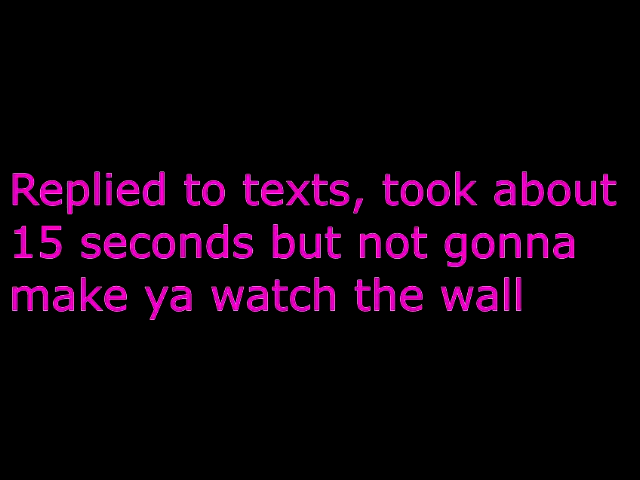 Replied to texts, took about
15 seconds but not gonna
make ya watch the wall